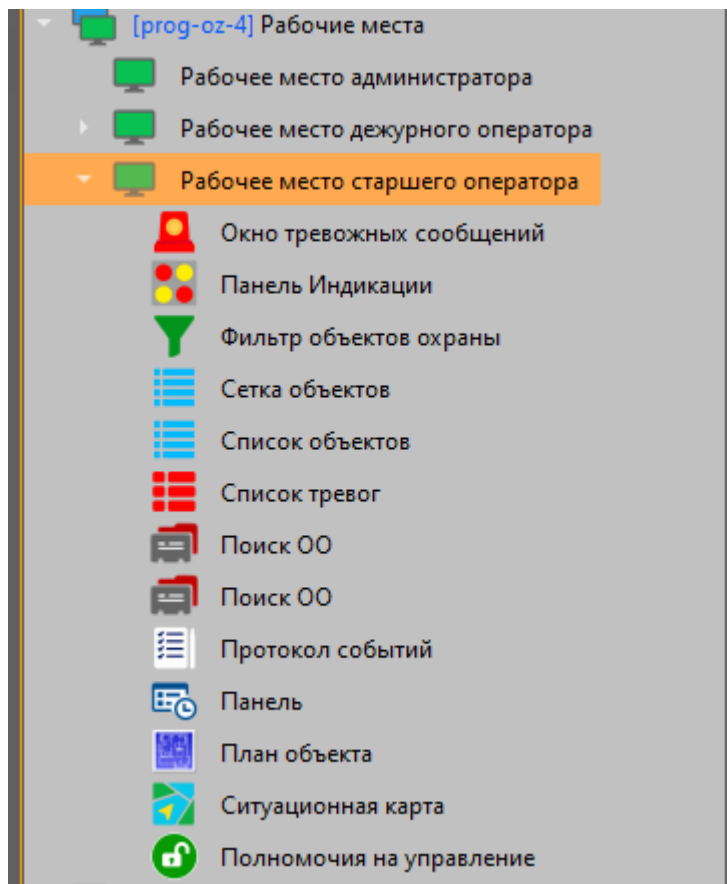 [prog-oz-4] Рабочие места
Рабочее место администратора
Рабочее место дежурного оператора
Рабочее место старшего оператора
Окно тревожных сообщений
Панель Индикации
Фильтр объектов охраны
Сетка объектов
Список объектов
Список тревог
Поиск ОО
Поиск ОО
Протокол событий
Панель
План объекта
Ситуационная карта
Полномочия на управление